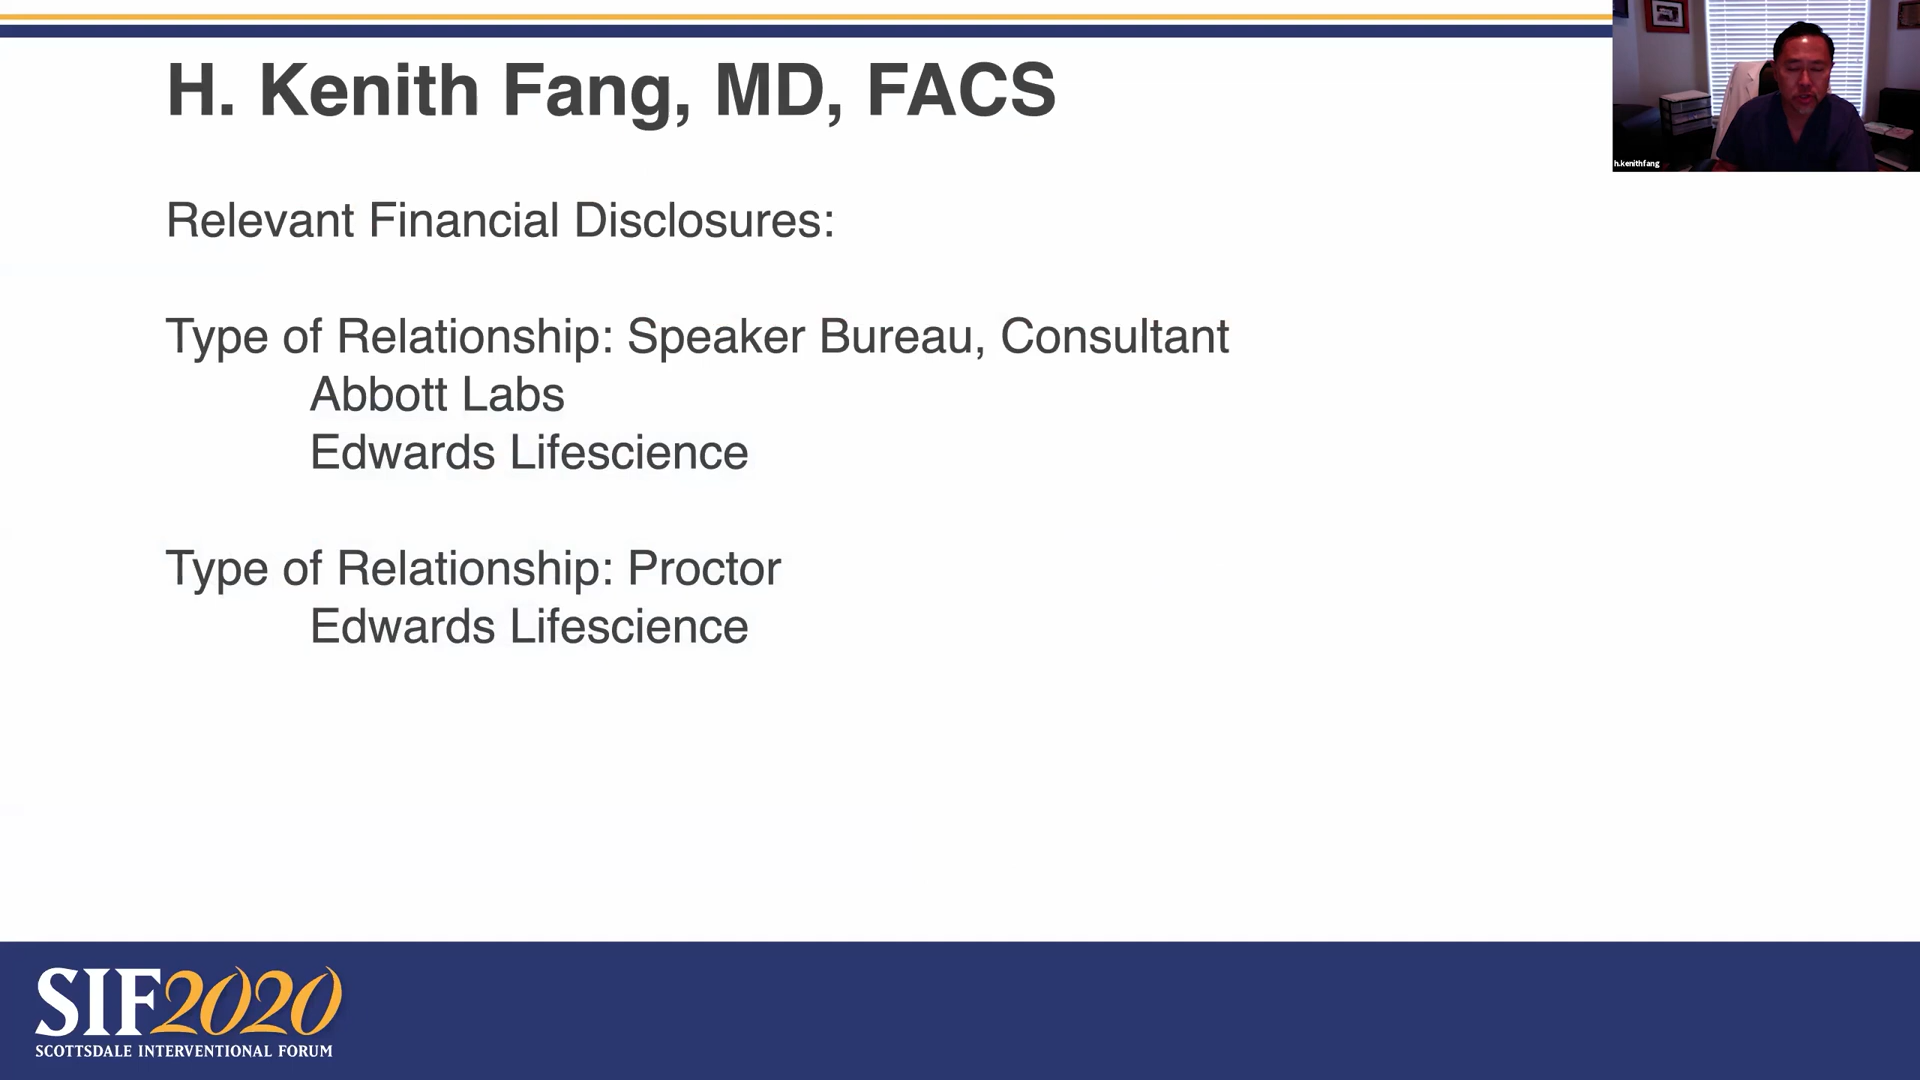 H. Kenith Fang, MD, FACS
h.kenithfang
Relevant Financial Disclosures:
Type of Relationship: Speaker Bureau, Consultant
Abbott Labs
Edwards Lifescience
Type of Relationship: Proctor
Edwards Lifescience
SIF2020
SCOTTSDALE INTERVENTIONAL FORUM